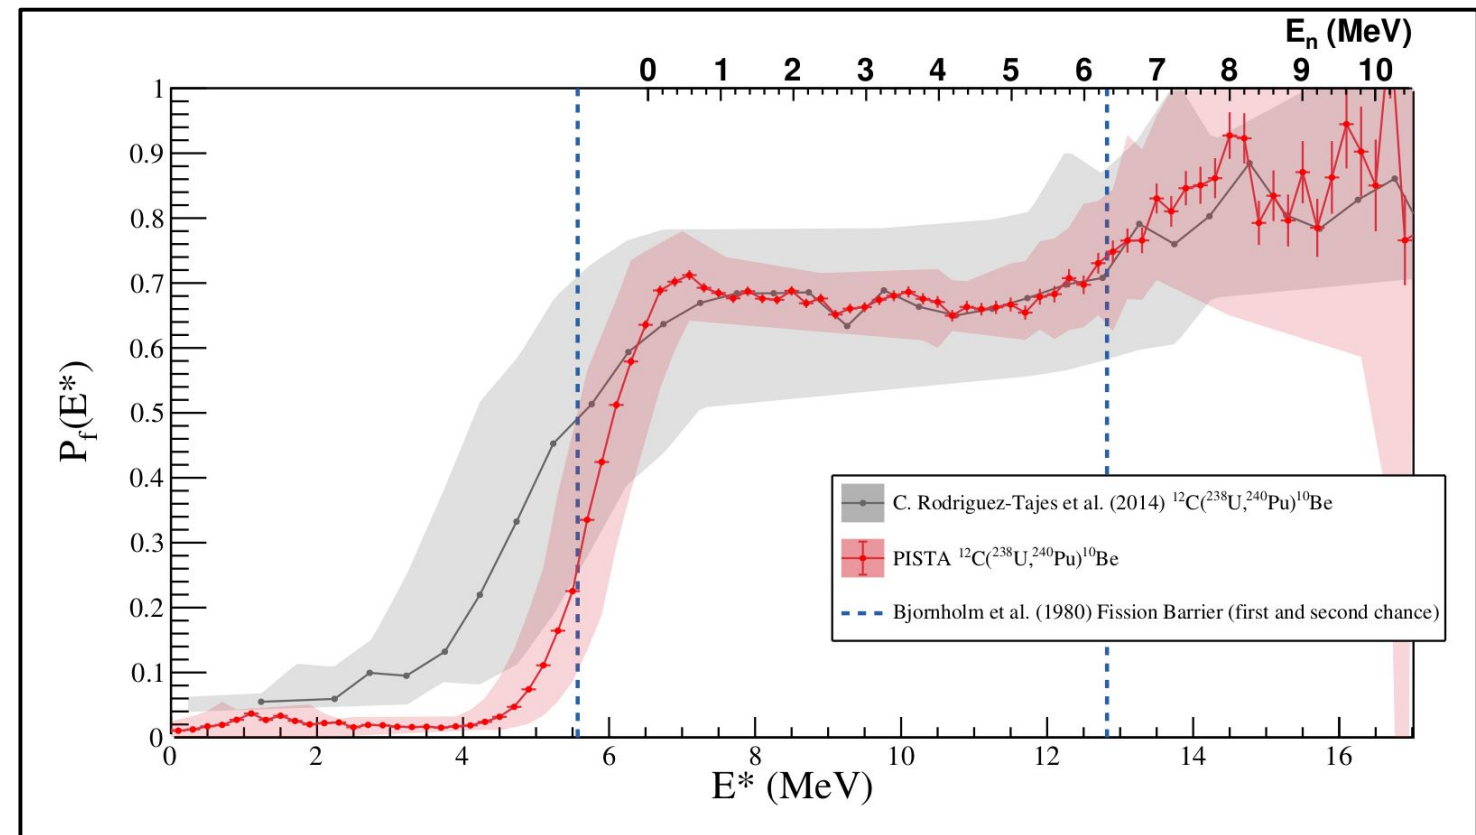 Eₙ (MeV)
0 1 2 3 4 5 6 7 8 9 10
1
0.9
0.8
0.7
0.6
0.5
0.4
0.3
0.2
0.1
0
P_f(E*)
C. Rodriguez-Tajes et al. (2014) ¹²C(²³⁸U,²⁴⁰Pu)¹⁰Be
PISTA ¹²C(²³⁸U,²⁴⁰Pu)¹⁰Be
Bjornholm et al. (1980) Fission Barrier (first and second chance)
0 2 4 6 8 10 12 14 16
E* (MeV)